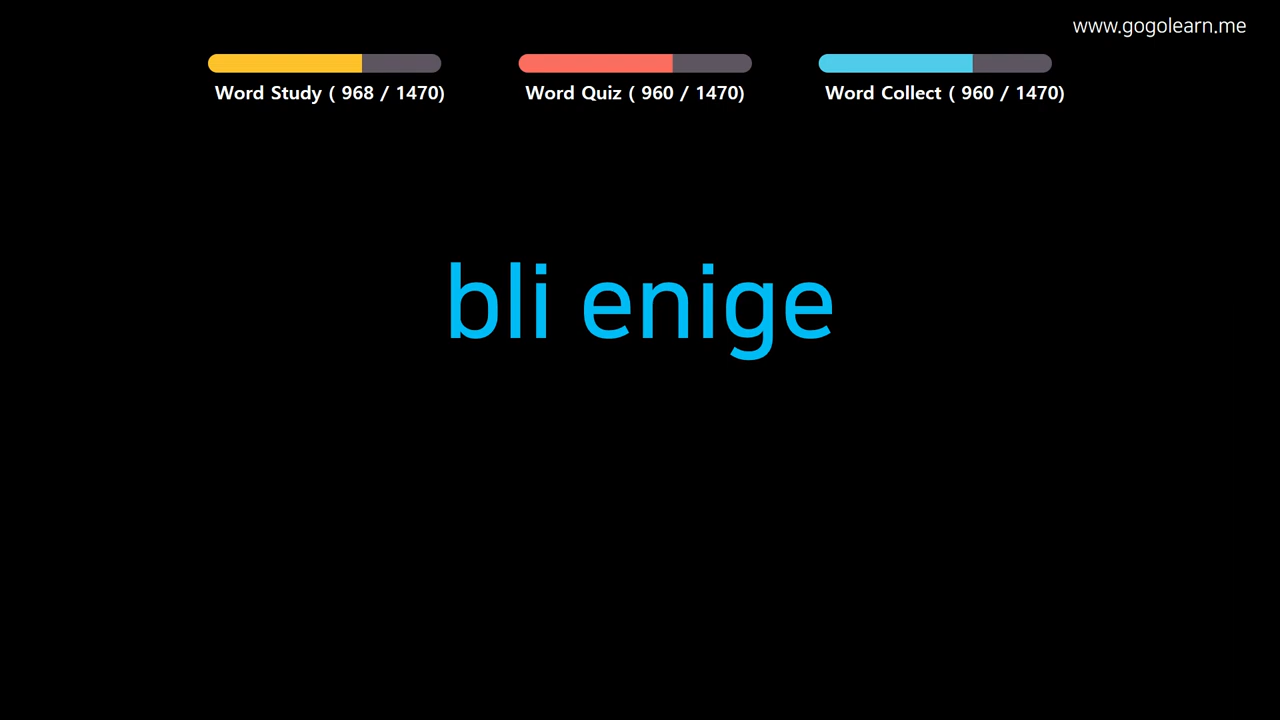 www.gogolearn.me
Word Study ( 968 / 1470)
Word Quiz ( 960 / 1470)
Word Collect ( 960 / 1470)
bli enige